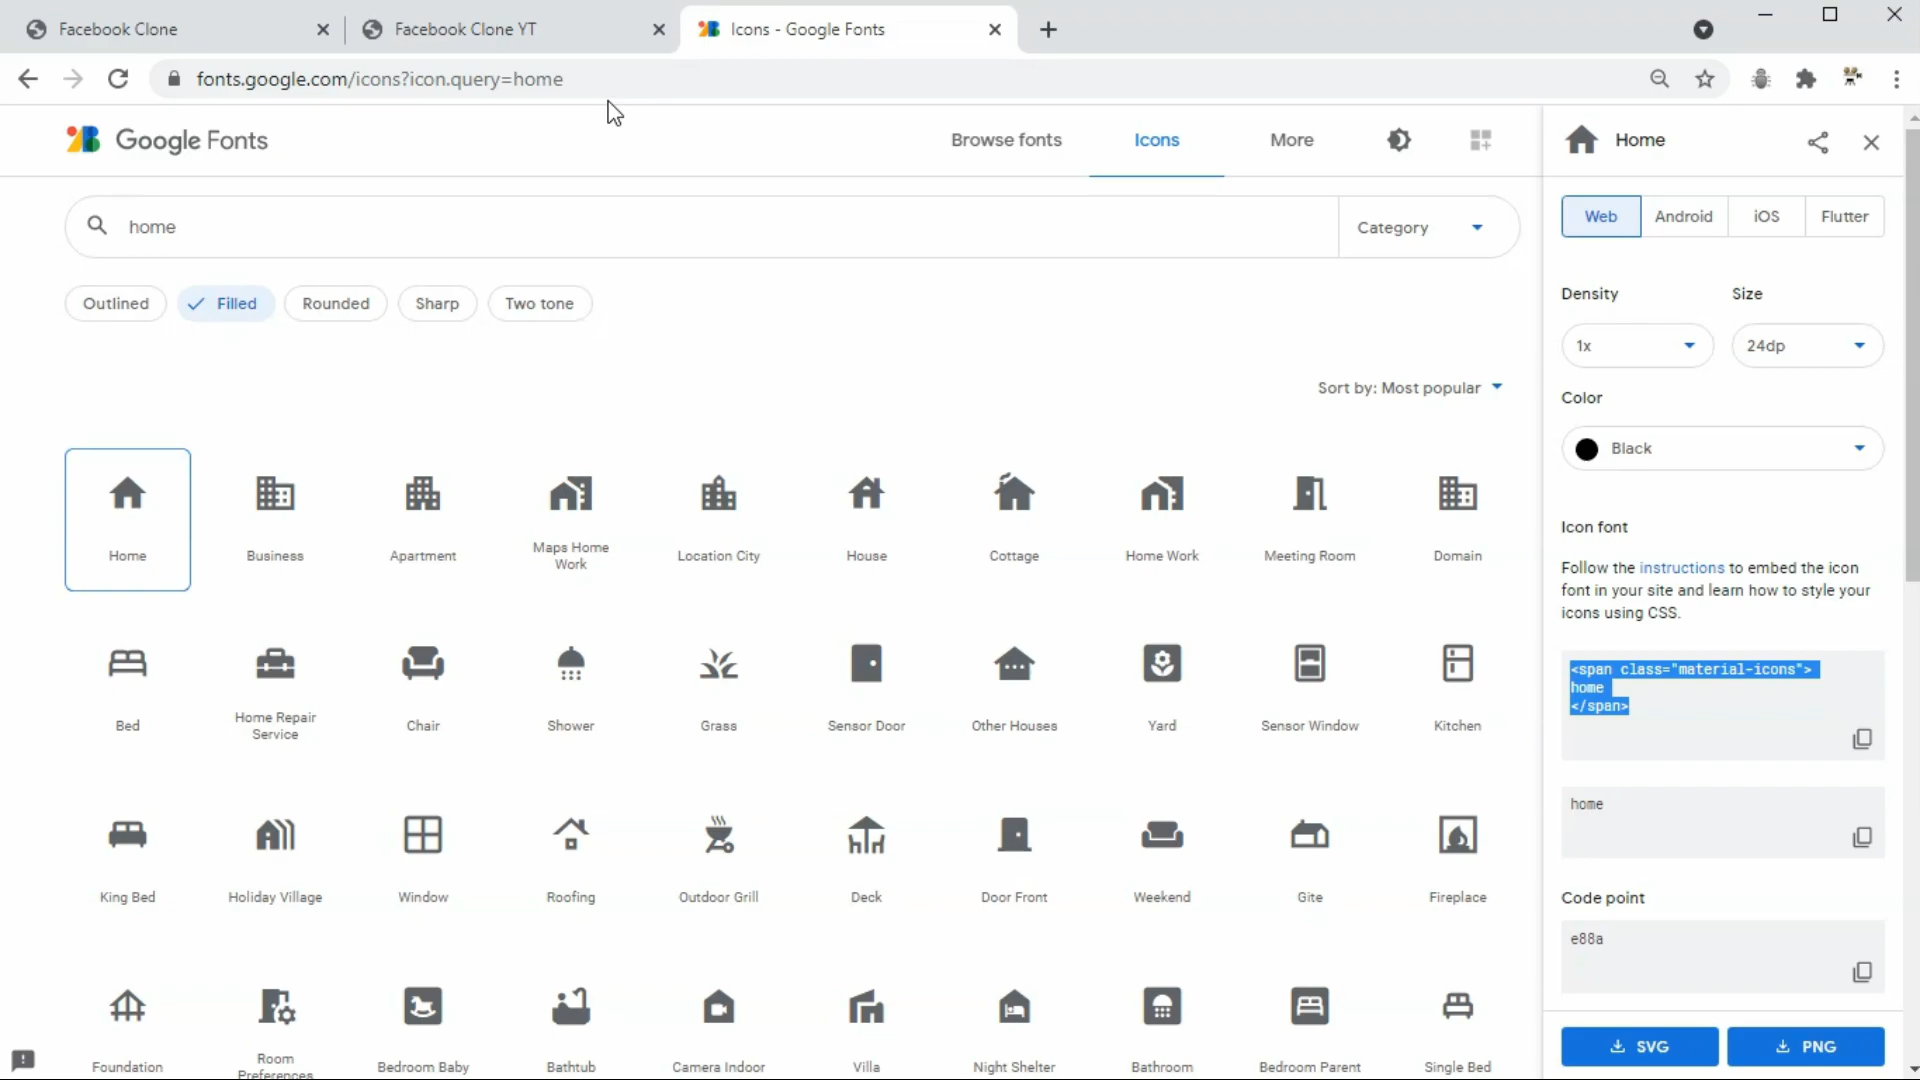 Facebook Clone
Facebook Clone YT
Icons - Google Fonts
fonts.google.com/icons?icon.query=home
Google Fonts
Browse fonts
Icons
More
Home
home
Category
Web
Android
iOS
Flutter
Outlined
Filled
Rounded
Sharp
Two tone
Density
Size
1x
24dp
Sort by: Most popular
Color
Black
Home
Business
Apartment
Maps Home
Work
Location City
House
Cottage
Home Work
Meeting Room
Domain
Icon font
Follow the instructions to embed the icon
font in your site and learn how to style your
icons using CSS.
<span class="material-icons">
home
</span>
Bed
Home Repair
Service
Chair
Shower
Grass
Sensor Door
Other Houses
Yard
Sensor Window
Kitchen
home
King Bed
Holiday Village
Window
Roofing
Outdoor Grill
Deck
Door Front
Weekend
Gite
Fireplace
Code point
e88a
Foundation
Room
Preferences
Bedroom Baby
Bathtub
Camera Indoor
Villa
Night Shelter
Bathroom
Bedroom Parent
Single Bed
SVG
PNG